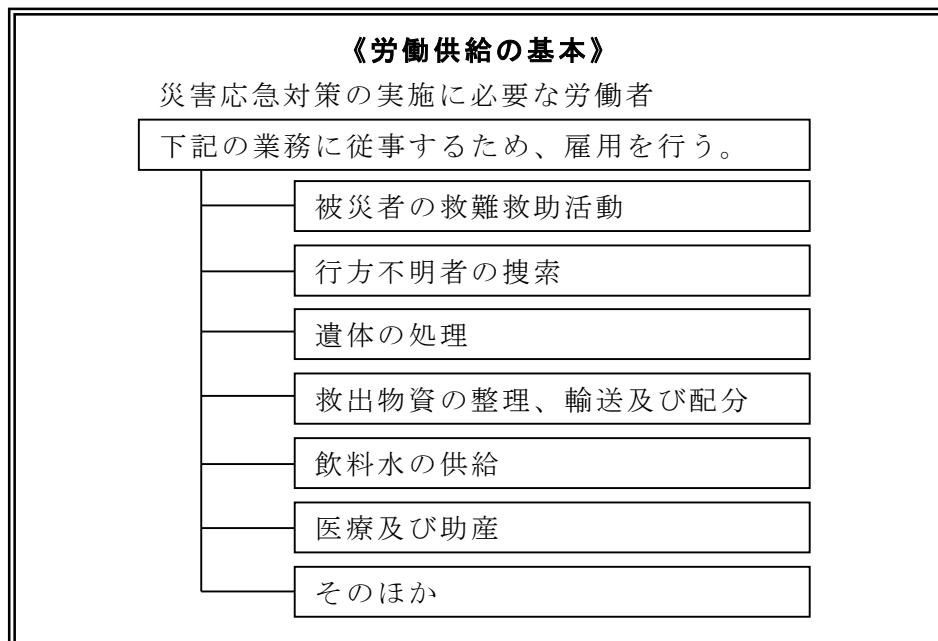 《労働供給の基本》
災害応急対策の実施に必要な労働者
下記の業務に従事するため、雇用を行う。
被災者の救難救助活動
行方不明者の捜索
遺体の処理
救出物資の整理、輸送及び配分
飲料水の供給
医療及び助産
そのほか